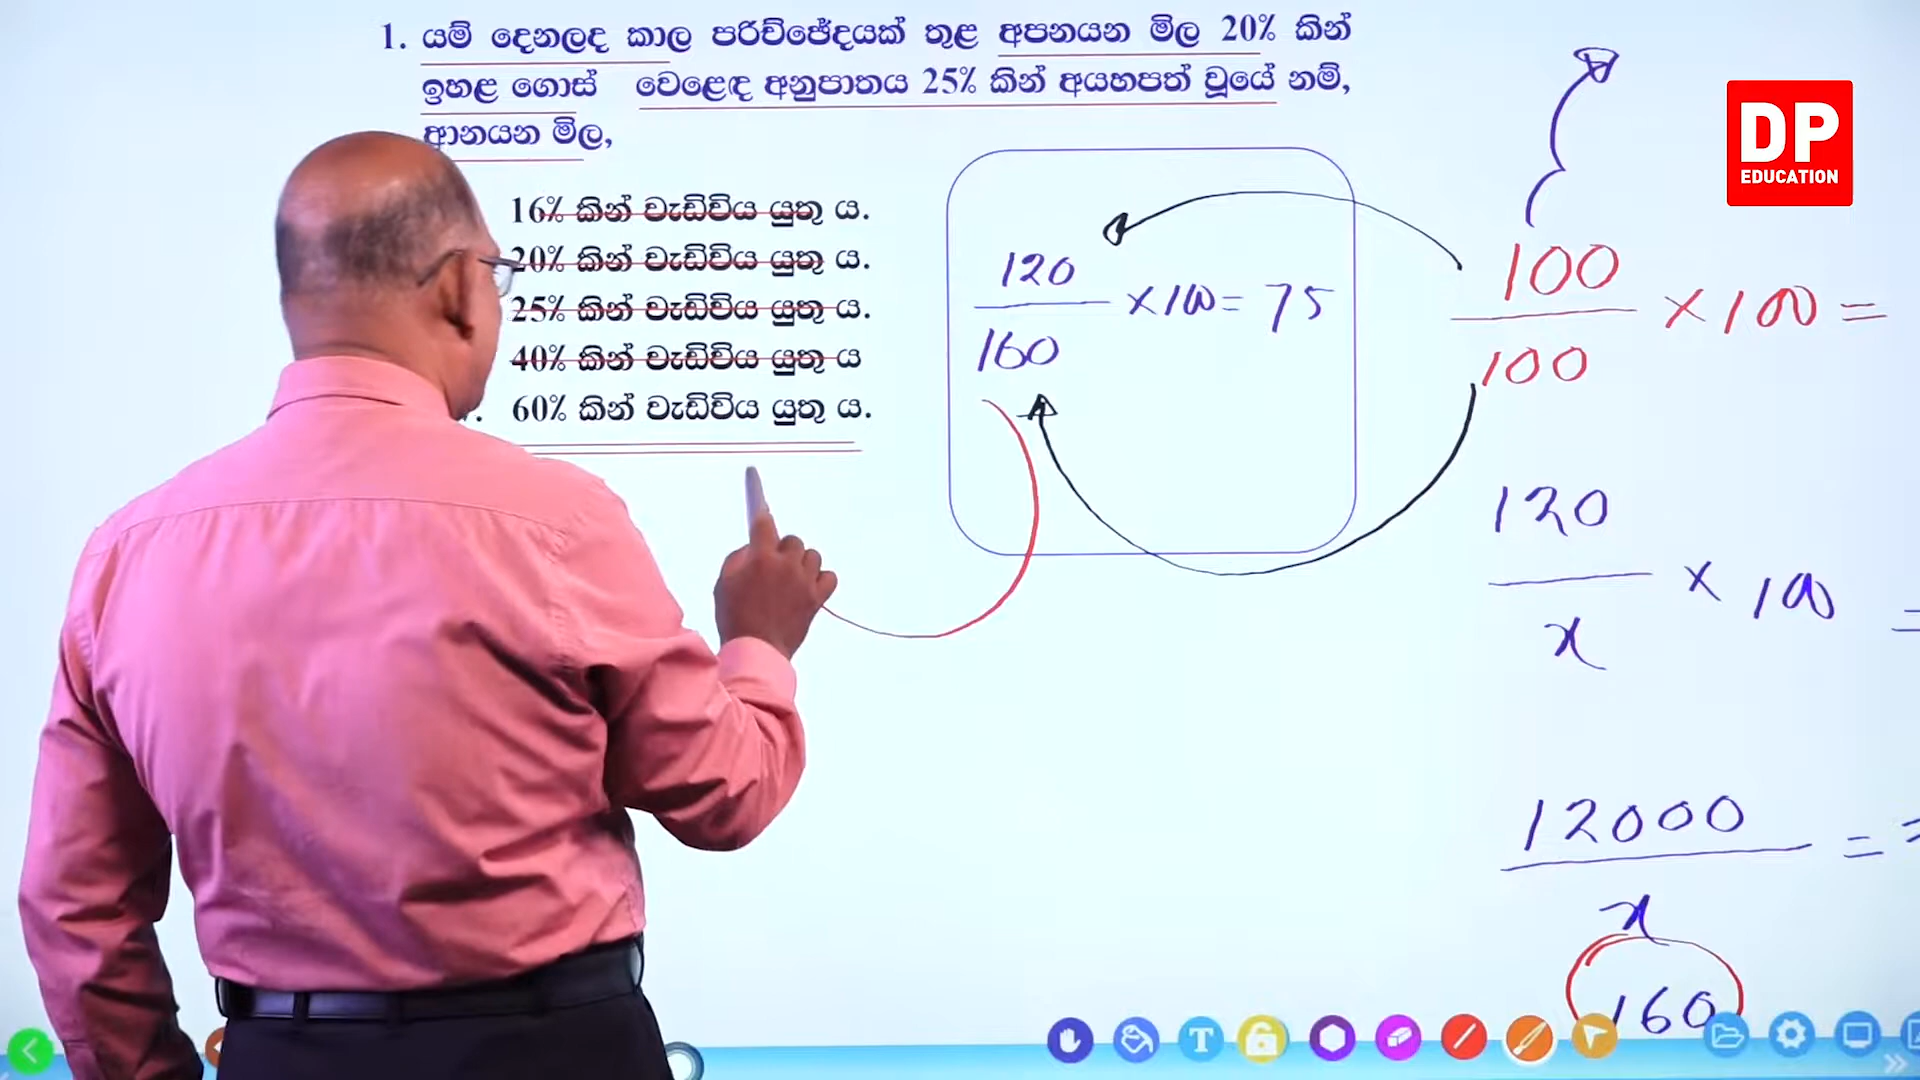 1. යම් දෙනලද කාල පරිච්ඡේදයක් තුළ අපනයන මිල 20% කින්
ඉහළ ගොස් වෙළෙඳ අනුපාතය 25% කින් අයහපත් වූයේ නම්,
ආනයන මිල,
16% කින් වැඩිවිය යුතු ය.
20% කින් වැඩිවිය යුතු ය.
25% කින් වැඩිවිය යුතු ය.
40% කින් වැඩිවිය යුතු ය
60% කින් වැඩිවිය යුතු ය.
120
160
×100 = 75
100
100
×100 =
120
x
× 100 =
12000
x
=
160
DP
EDUCATION